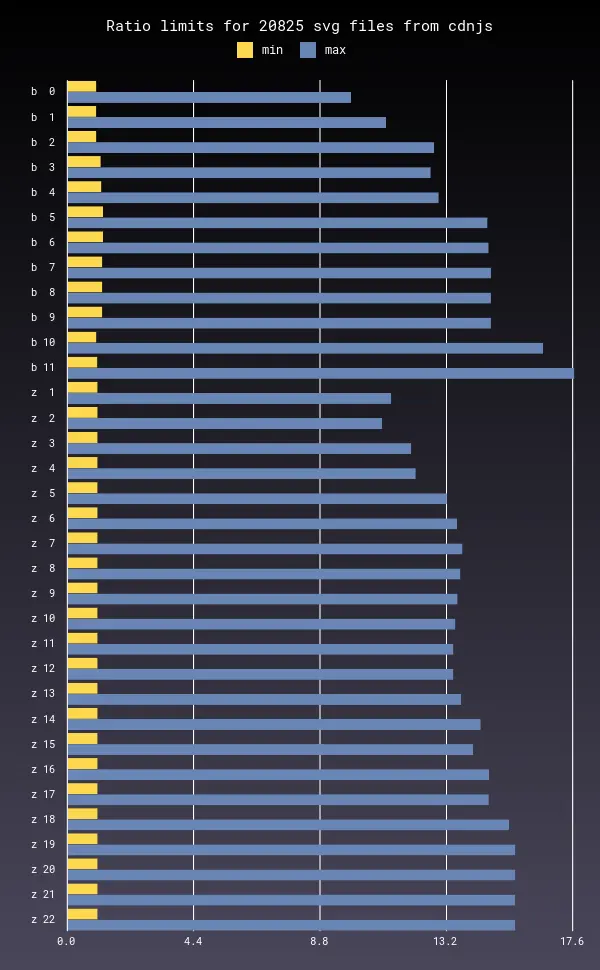 Ratio limits for 20825 svg files from cdnjs
min max
b 0
b 1
b 2
b 3
b 4
b 5
b 6
b 7
b 8
b 9
b 10
b 11
z 1
z 2
z 3
z 4
z 5
z 6
z 7
z 8
z 9
z 10
z 11
z 12
z 13
z 14
z 15
z 16
z 17
z 18
z 19
z 20
z 21
z 22
0.0 4.4 8.8 13.2 17.6